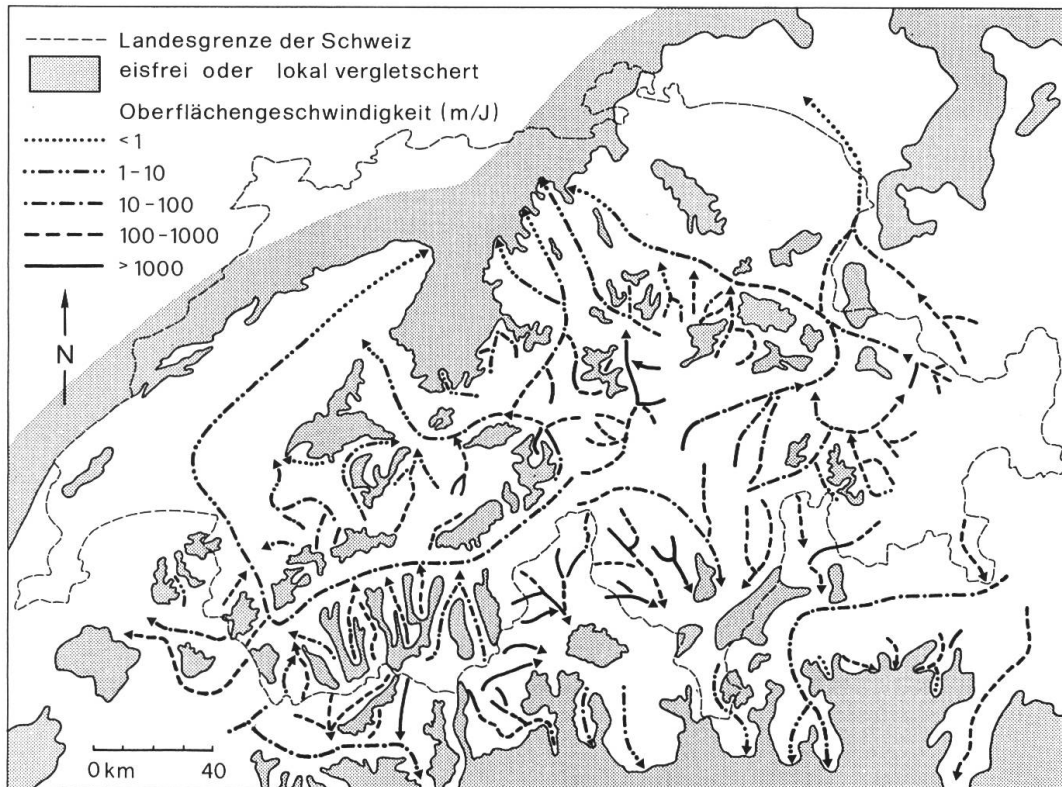 Landesgrenze der Schweiz
eisfrei oder lokal vergletschert
Oberflächengeschwindigkeit (m/J)
< 1
1-10
10-100
100-1000
> 1000
N
0 km 40